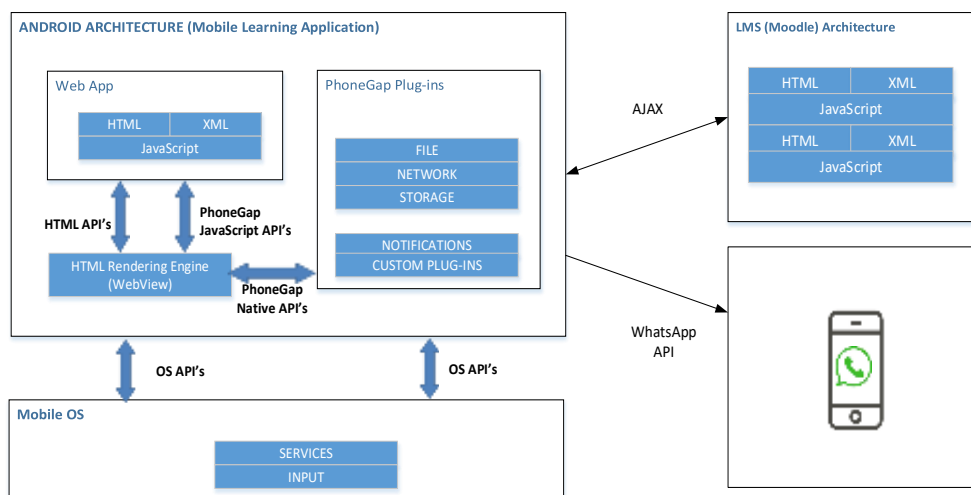 ANDROID ARCHITECTURE (Mobile Learning Application)
Web App
HTML XML
JavaScript
HTML API's
PhoneGap
JavaScript API's
HTML Rendering Engine
(WebView)
PhoneGap
Native API's
PhoneGap Plug-ins
FILE
NETWORK
STORAGE
NOTIFICATIONS
CUSTOM PLUG-INS
OS API's
OS API's
Mobile OS
SERVICES
INPUT
AJAX
WhatsApp
API
LMS (Moodle) Architecture
HTML XML
JavaScript
HTML XML
JavaScript